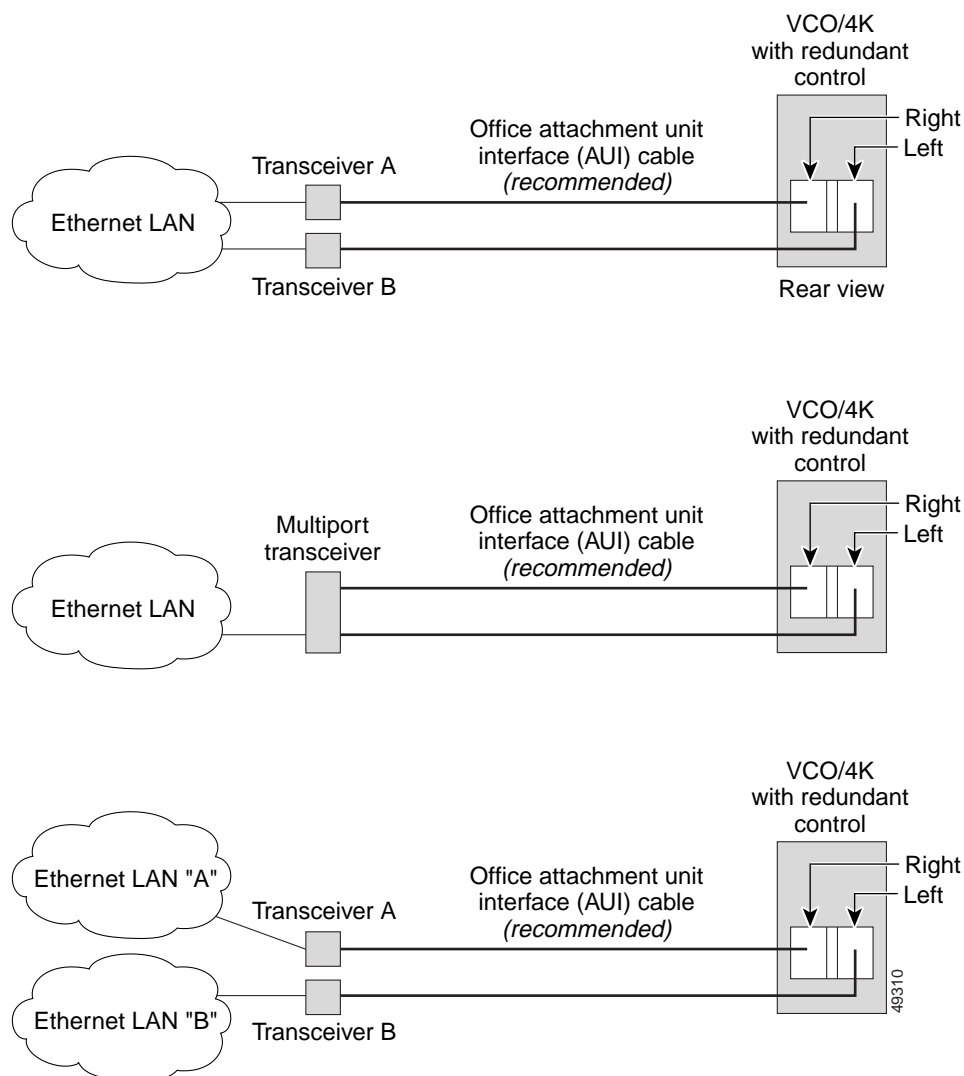 VCO/4K
with redundant
control
Right
Left
Office attachment unit
interface (AUI) cable
(recommended)
Transceiver A
Ethernet LAN
Transceiver B
Rear view
VCO/4K
with redundant
control
Right
Left
Office attachment unit
interface (AUI) cable
(recommended)
Multiport
transceiver
Ethernet LAN
VCO/4K
with redundant
control
Right
Left
Office attachment unit
interface (AUI) cable
(recommended)
Ethernet LAN "A"
Transceiver A
Ethernet LAN "B"
Transceiver B
49310